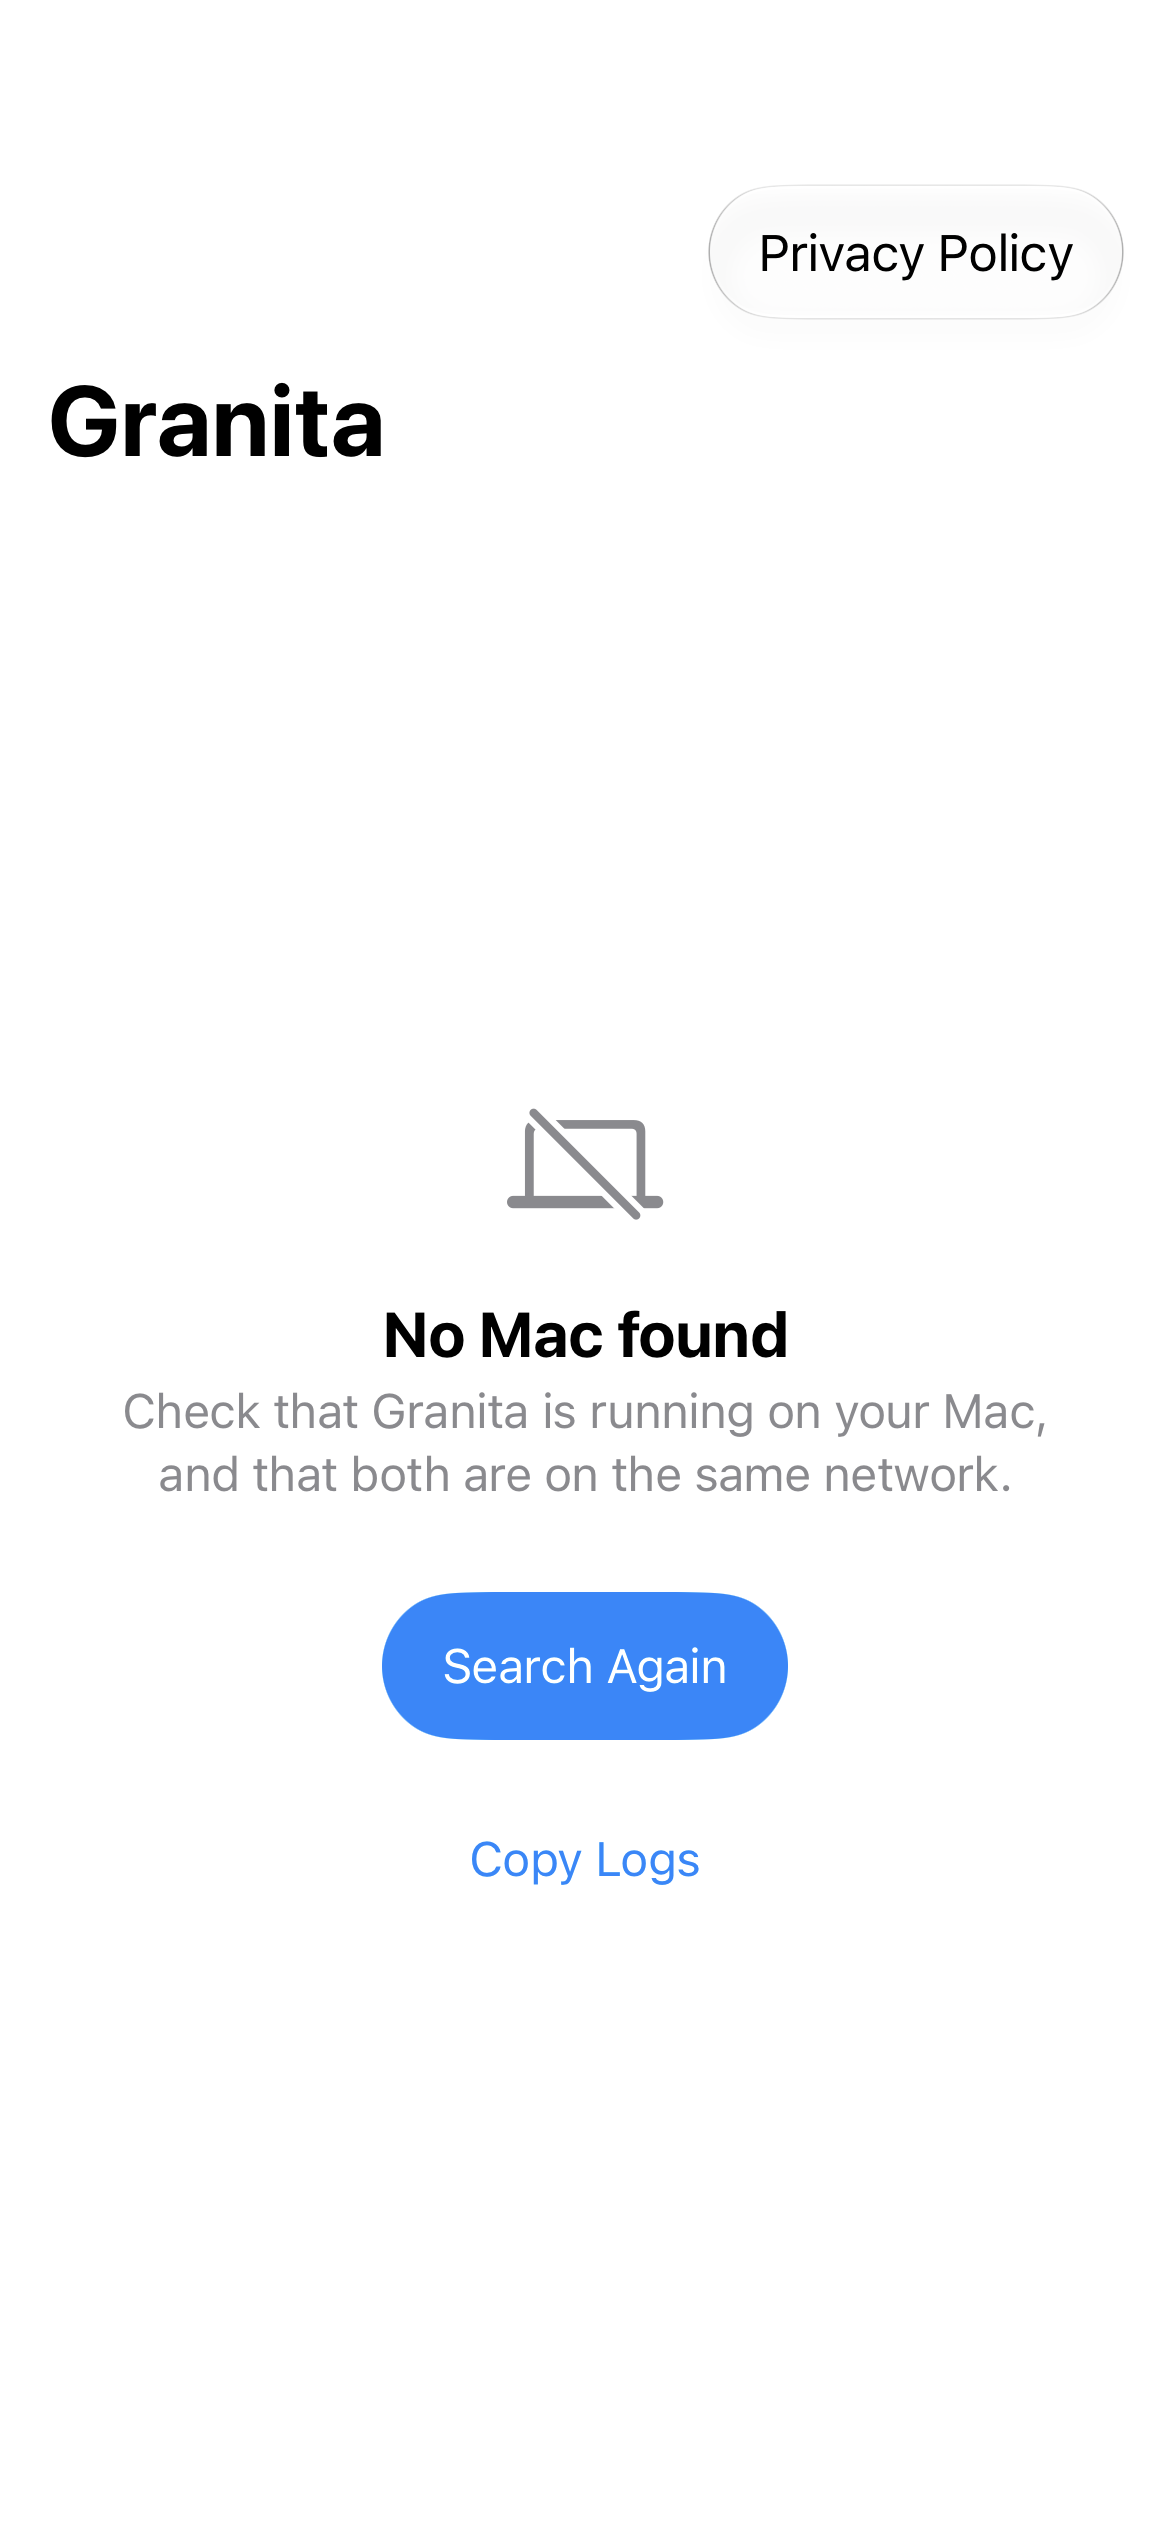 Privacy Policy
Granita
No Mac found
Check that Granita is running on your Mac,
and that both are on the same network.
Search Again
Copy Logs